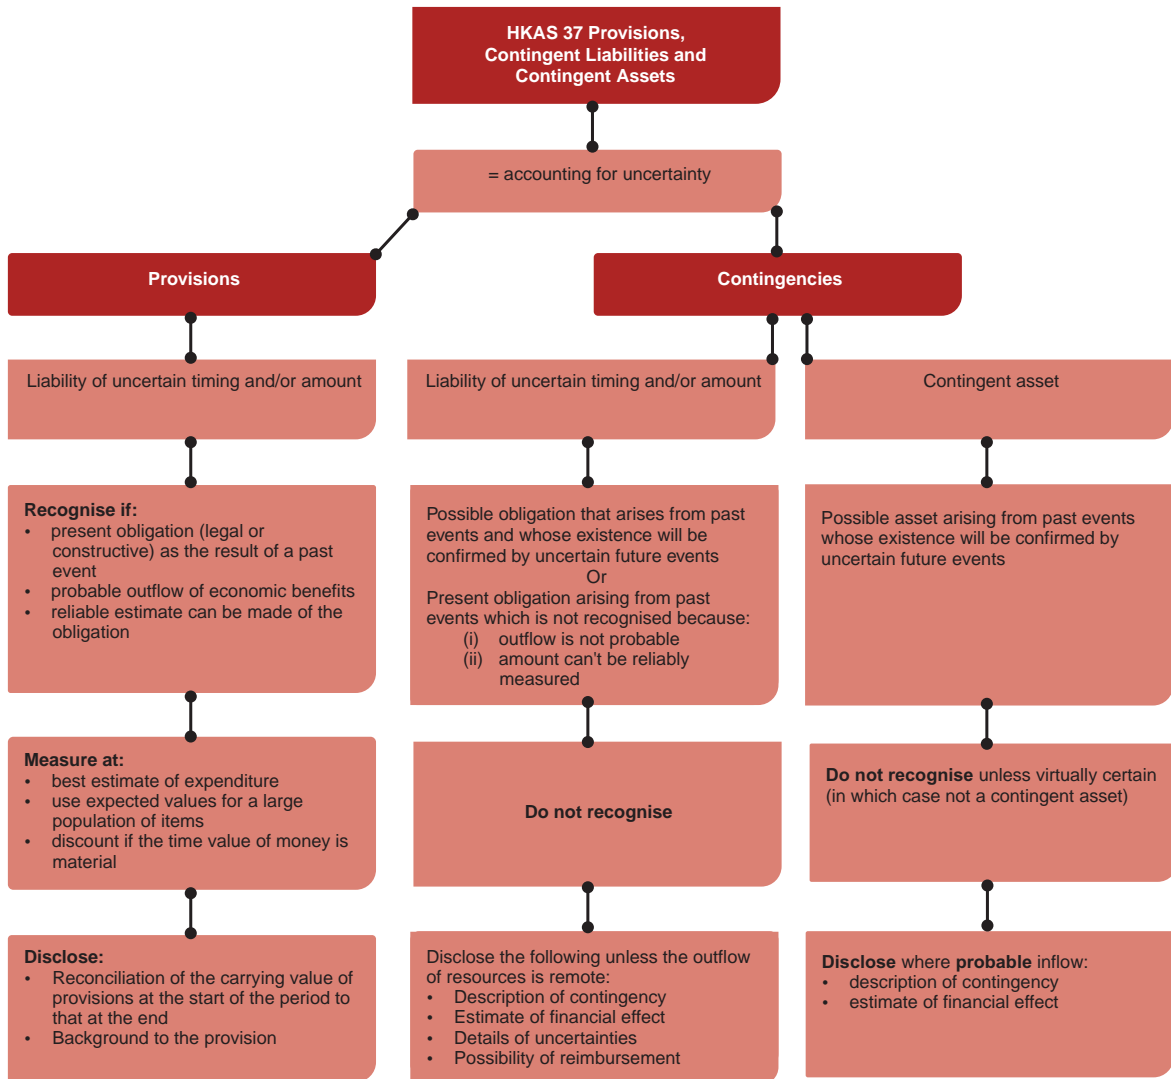 HKAS 37 Provisions,
Contingent Liabilities and
Contingent Assets
= accounting for uncertainty
Provisions
Contingencies
Liability of uncertain timing and/or amount
Liability of uncertain timing and/or amount
Contingent asset
Recognise if:
• present obligation (legal or
constructive) as the result of a past
event
• probable outflow of economic benefits
• reliable estimate can be made of the
obligation
Possible obligation that arises from past
events and whose existence will be
confirmed by uncertain future events
Or
Present obligation arising from past
events which is not recognised because:
(i) outflow is not probable
(ii) amount can't be reliably
measured
Possible asset arising from past events
whose existence will be confirmed by
uncertain future events
Measure at:
• best estimate of expenditure
• use expected values for a large
population of items
• discount if the time value of money is
material
Do not recognise
Do not recognise unless virtually certain
(in which case not a contingent asset)
Disclose:
• Reconciliation of the carrying value of
provisions at the start of the period to
that at the end
• Background to the provision
Disclose the following unless the outflow
of resources is remote:
• Description of contingency
• Estimate of financial effect
• Details of uncertainties
• Possibility of reimbursement
Disclose where probable inflow:
• description of contingency
• estimate of financial effect